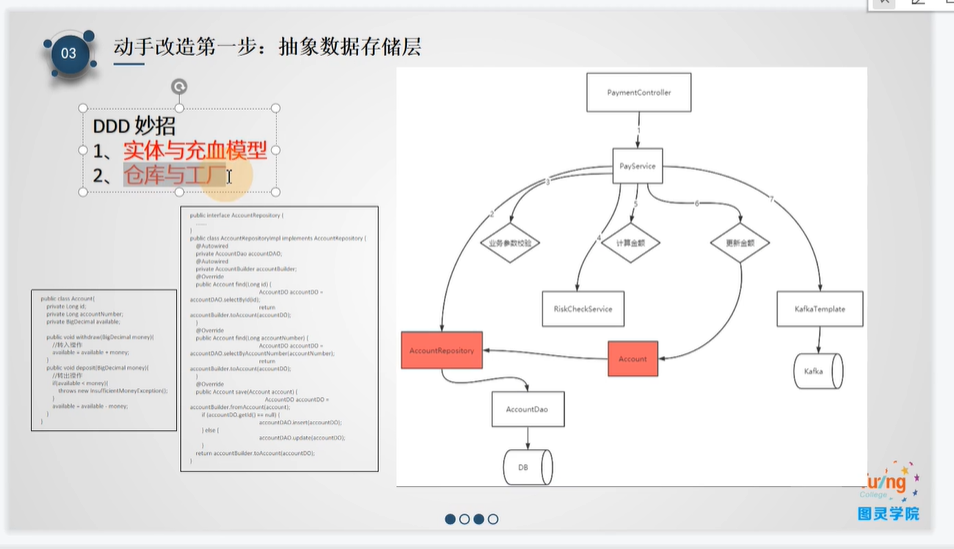 03
动手改造第一步：抽象数据存储层
DDD 妙招
1、实体与充血模型
2、仓库与工厂
public class Account{
private Long id;
private Long accountNumber;
private BigDecimal available;
public void withdraw(BigDecimal money){
//转入操作
available = available + money;
}
public void deposit(BigDecimal money){
//转出操作
if(available < money){
throws new InsufficientMoneyException();
}
available = available - money;
}
}
public interface AccountRepository {
......
}
public class AccountRepositoryImpl implements AccountRepository {
@Autowired
private AccountDao accountDAO;
@Autowired
private AccountBuilder accountBuilder;
@Override
public Account find(Long id) {
AccountDO accountDO =
accountDAO.selectById(id);
return
accountBuilder.toAccount(accountDO);
}
@Override
public Account find(Long accountNumber) {
AccountDO accountDO =
accountDAO.selectByAccountNumber(accountNumber);
return
accountBuilder.toAccount(accountDO);
}
@Override
public Account save(Account account) {
AccountDO accountDO =
accountBuilder.fromAccount(account);
if (accountDO.getId() == null) {
accountDAO.insert(accountDO);
} else {
accountDAO.update(accountDO);
}
return accountBuilder.toAccount(accountDO);
}
PaymentController
1
PayService
2
3
4
5
6
7
业务参数校验
计算金额
更新金额
RiskCheckService
KafkaTemplate
AccountRepository
Account
Kafka
AccountDao
DB
Turing
College
图灵学院